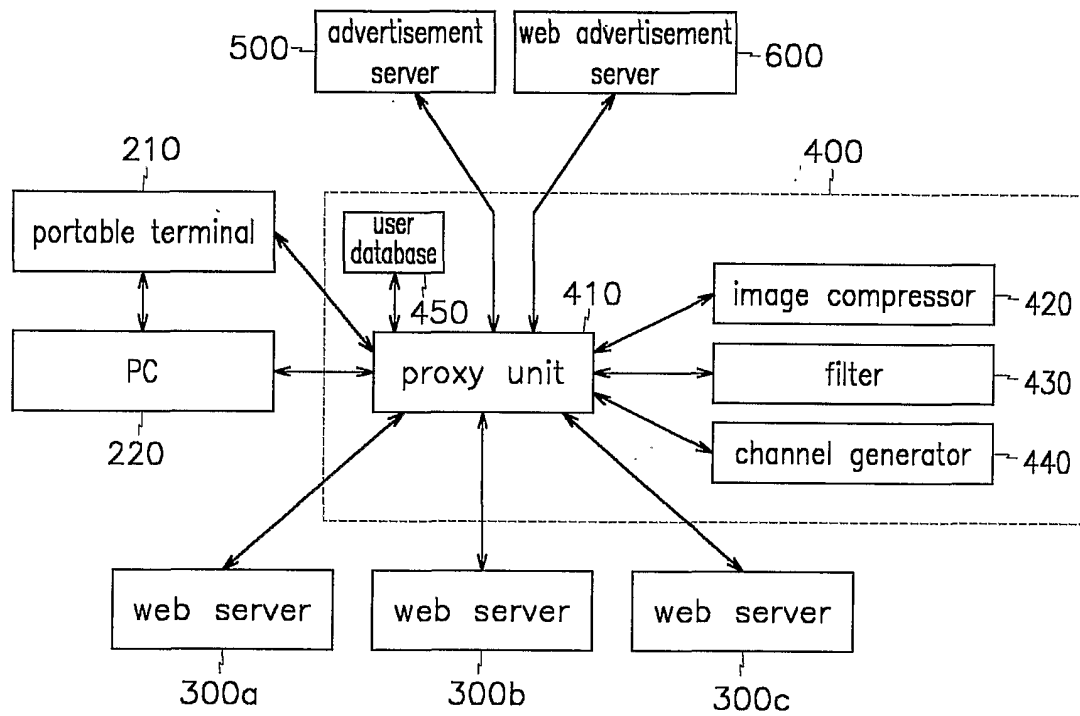 500
advertisement
server
web advertisement
server
600
210
400
portable terminal
user
database
450
410
image compressor
420
PC
proxy unit
filter
430
220
channel generator
440
web server
web server
web server
300a
300b
300c